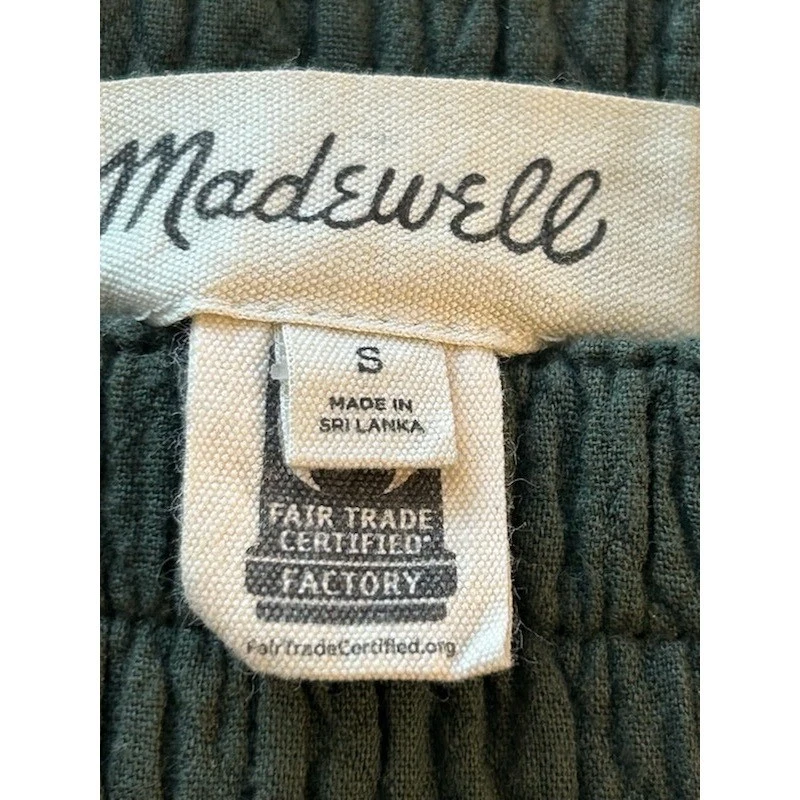 Madewell
S
MADE IN
SRI LANKA
FAIR TRADE
CERTIFIED
FACTORY
FairTradeCertified.org